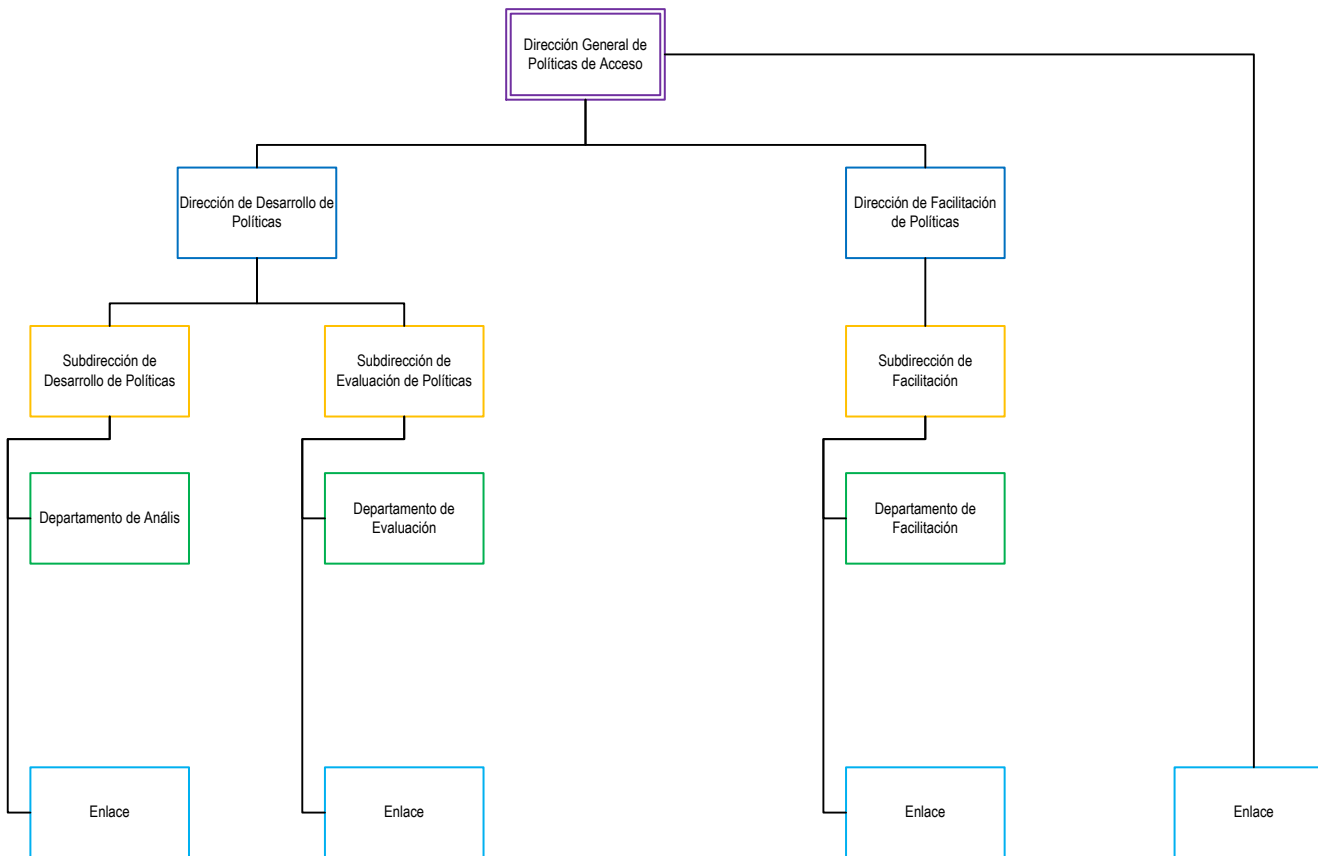 Dirección General de
Políticas de Acceso
Dirección de Desarrollo de
Políticas
Dirección de Facilitación
de Políticas
Subdirección de
Desarrollo de Políticas
Subdirección de
Evaluación de Políticas
Subdirección de
Facilitación
Departamento de Anális
Departamento de
Evaluación
Departamento de
Facilitación
Enlace
Enlace
Enlace
Enlace